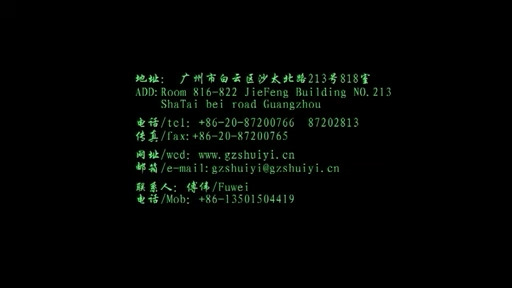 地址： 广州市白云区沙太北路213号818室
ADD:Room 816-822 JieFeng Building NO.213
ShaTai bei road Guangzhou
电话/tel: +86-20-87200766 87202813
传真/fax:+86-20-87200765
网址/wed: www.gzshuiyi.cn
邮箱/e-mail:gzshuiyi@gzshuiyi.cn
联系人: 傅伟/Fuwei
电话/Mob: +86-13501504419